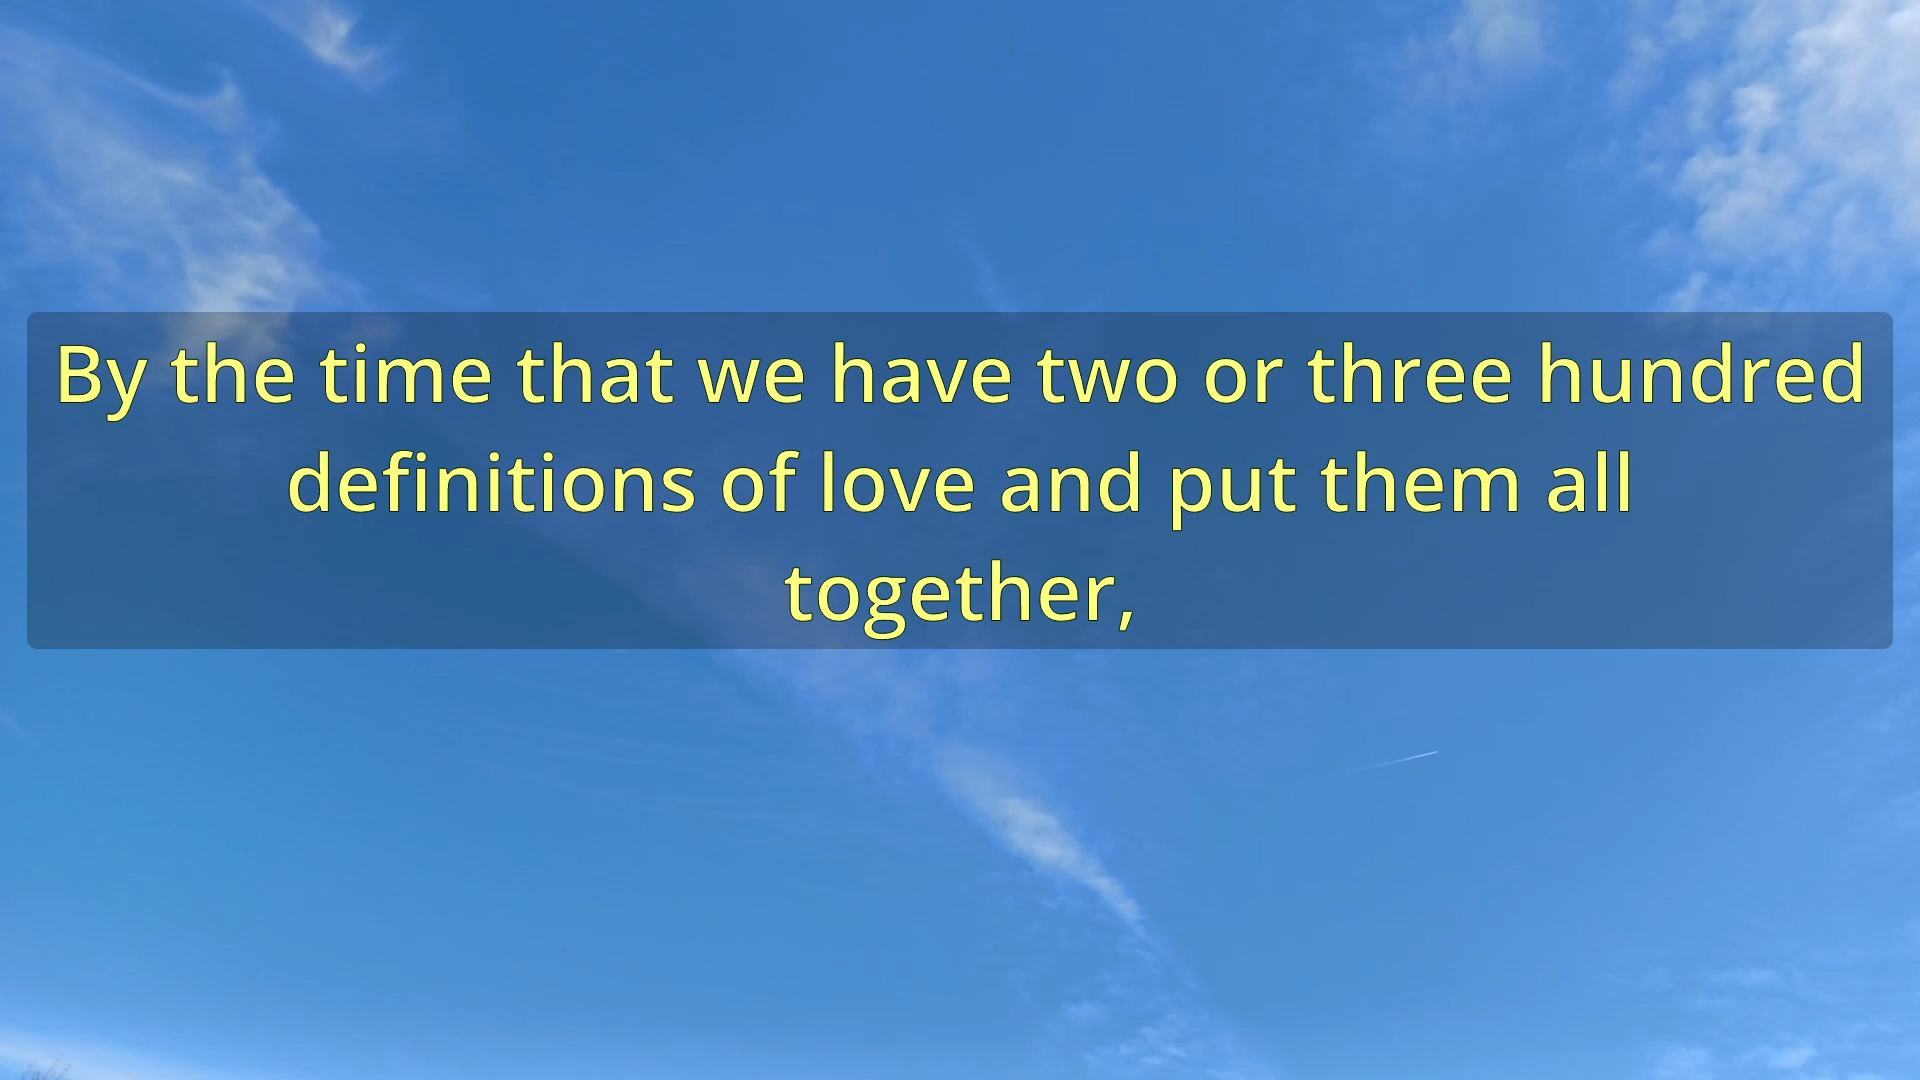 By the time that we have two or three hundred
definitions of love and put them all
together,